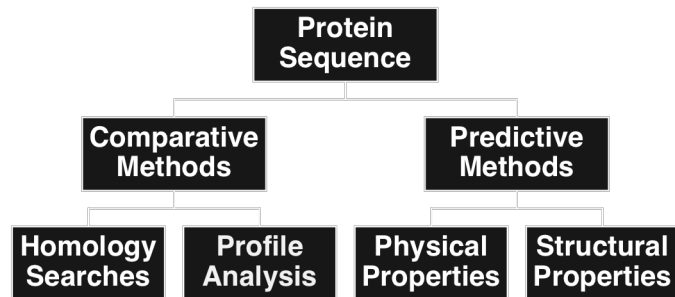 Protein
Sequence
Comparative
Methods
Predictive
Methods
Homology
Searches
Profile
Analysis
Physical
Properties
Structural
Properties